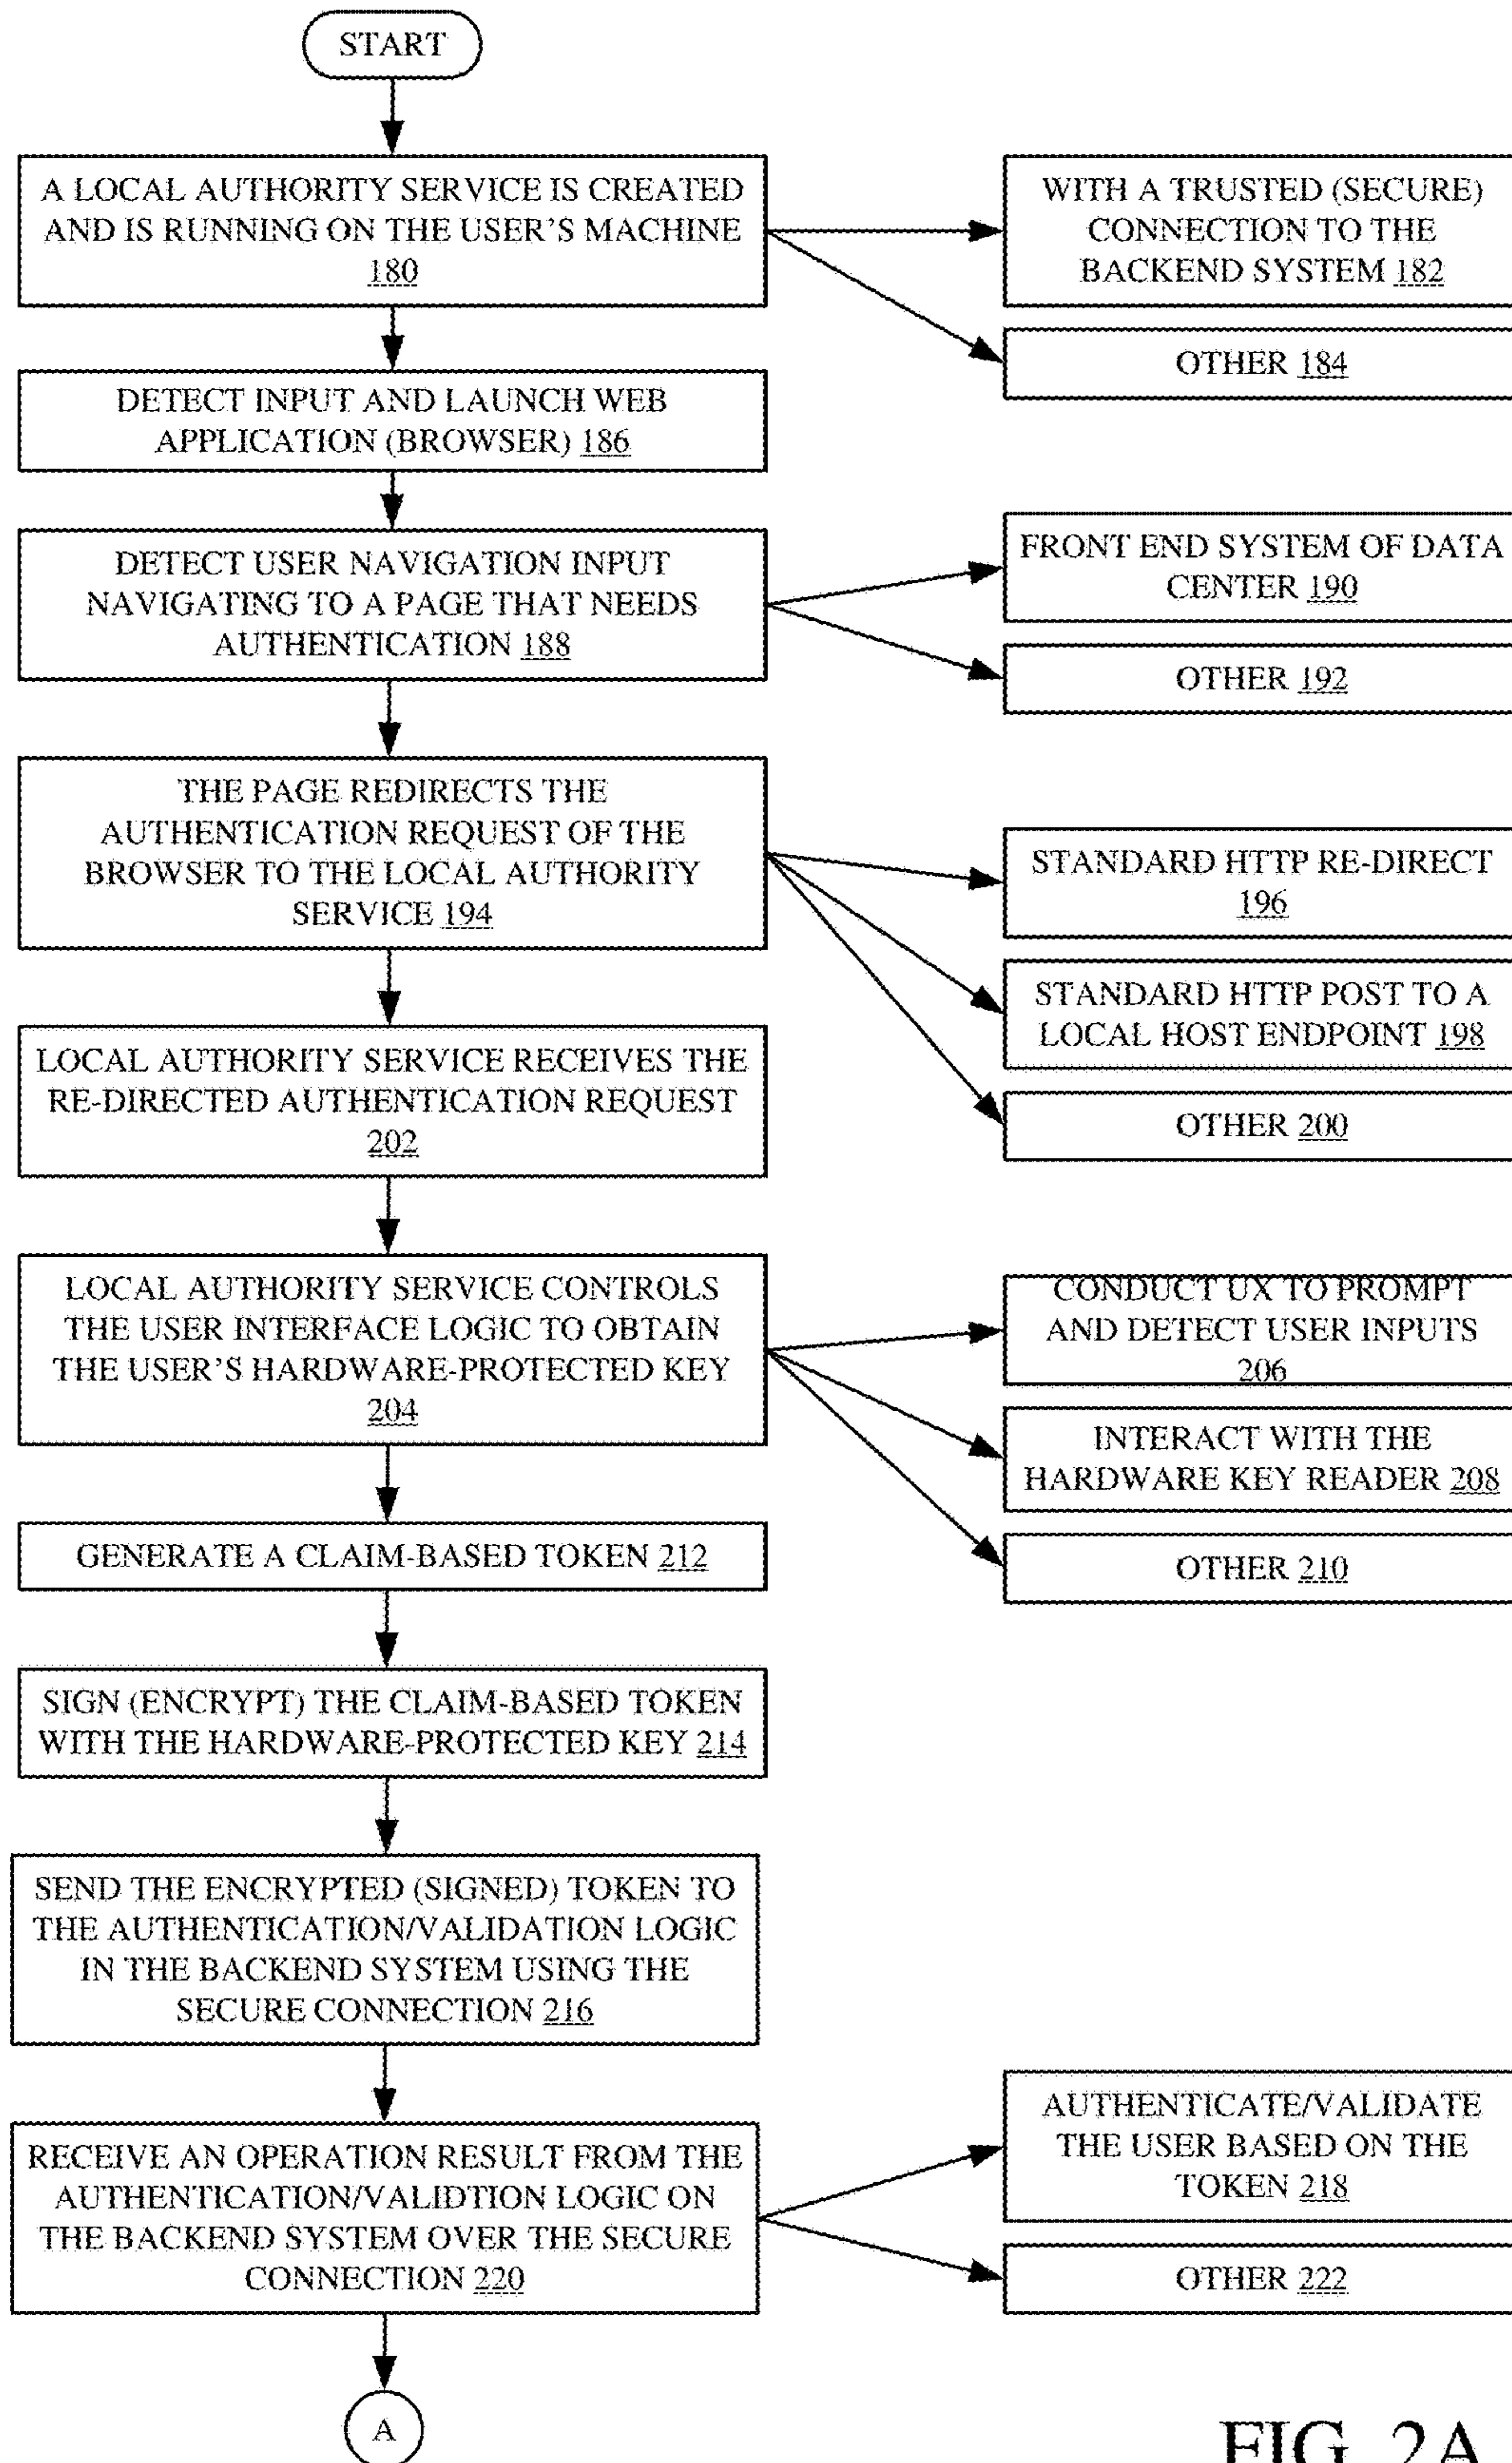 START
A LOCAL AUTHORITY SERVICE IS CREATED
AND IS RUNNING ON THE USER'S MACHINE
180
WITH A TRUSTED (SECURE)
CONNECTION TO THE
BACKEND SYSTEM 182
OTHER 184
DETECT INPUT AND LAUNCH WEB
APPLICATION (BROWSER) 186
DETECT USER NAVIGATION INPUT
NAVIGATING TO A PAGE THAT NEEDS
AUTHENTICATION 188
FRONT END SYSTEM OF DATA
CENTER 190
OTHER 192
THE PAGE REDIRECTS THE
AUTHENTICATION REQUEST OF THE
BROWSER TO THE LOCAL AUTHORITY
SERVICE 194
STANDARD HTTP RE-DIRECT
196
STANDARD HTTP POST TO A
LOCAL HOST ENDPOINT 198
OTHER 200
LOCAL AUTHORITY SERVICE RECEIVES THE
RE-DIRECTED AUTHENTICATION REQUEST
202
LOCAL AUTHORITY SERVICE CONTROLS
THE USER INTERFACE LOGIC TO OBTAIN
THE USER'S HARDWARE-PROTECTED KEY
204
CONDUCT UX TO PROMPT
AND DETECT USER INPUTS
206
INTERACT WITH THE
HARDWARE KEY READER 208
OTHER 210
GENERATE A CLAIM-BASED TOKEN 212
SIGN (ENCRYPT) THE CLAIM-BASED TOKEN
WITH THE HARDWARE-PROTECTED KEY 214
SEND THE ENCRYPTED (SIGNED) TOKEN TO
THE AUTHENTICATION/VALIDATION LOGIC
IN THE BACKEND SYSTEM USING THE
SECURE CONNECTION 216
RECEIVE AN OPERATION RESULT FROM THE
AUTHENTICATION/VALIDTION LOGIC ON
THE BACKEND SYSTEM OVER THE SECURE
CONNECTION 220
AUTHENTICATE/VALIDATE
THE USER BASED ON THE
TOKEN 218
OTHER 222
A
FIG. 2A